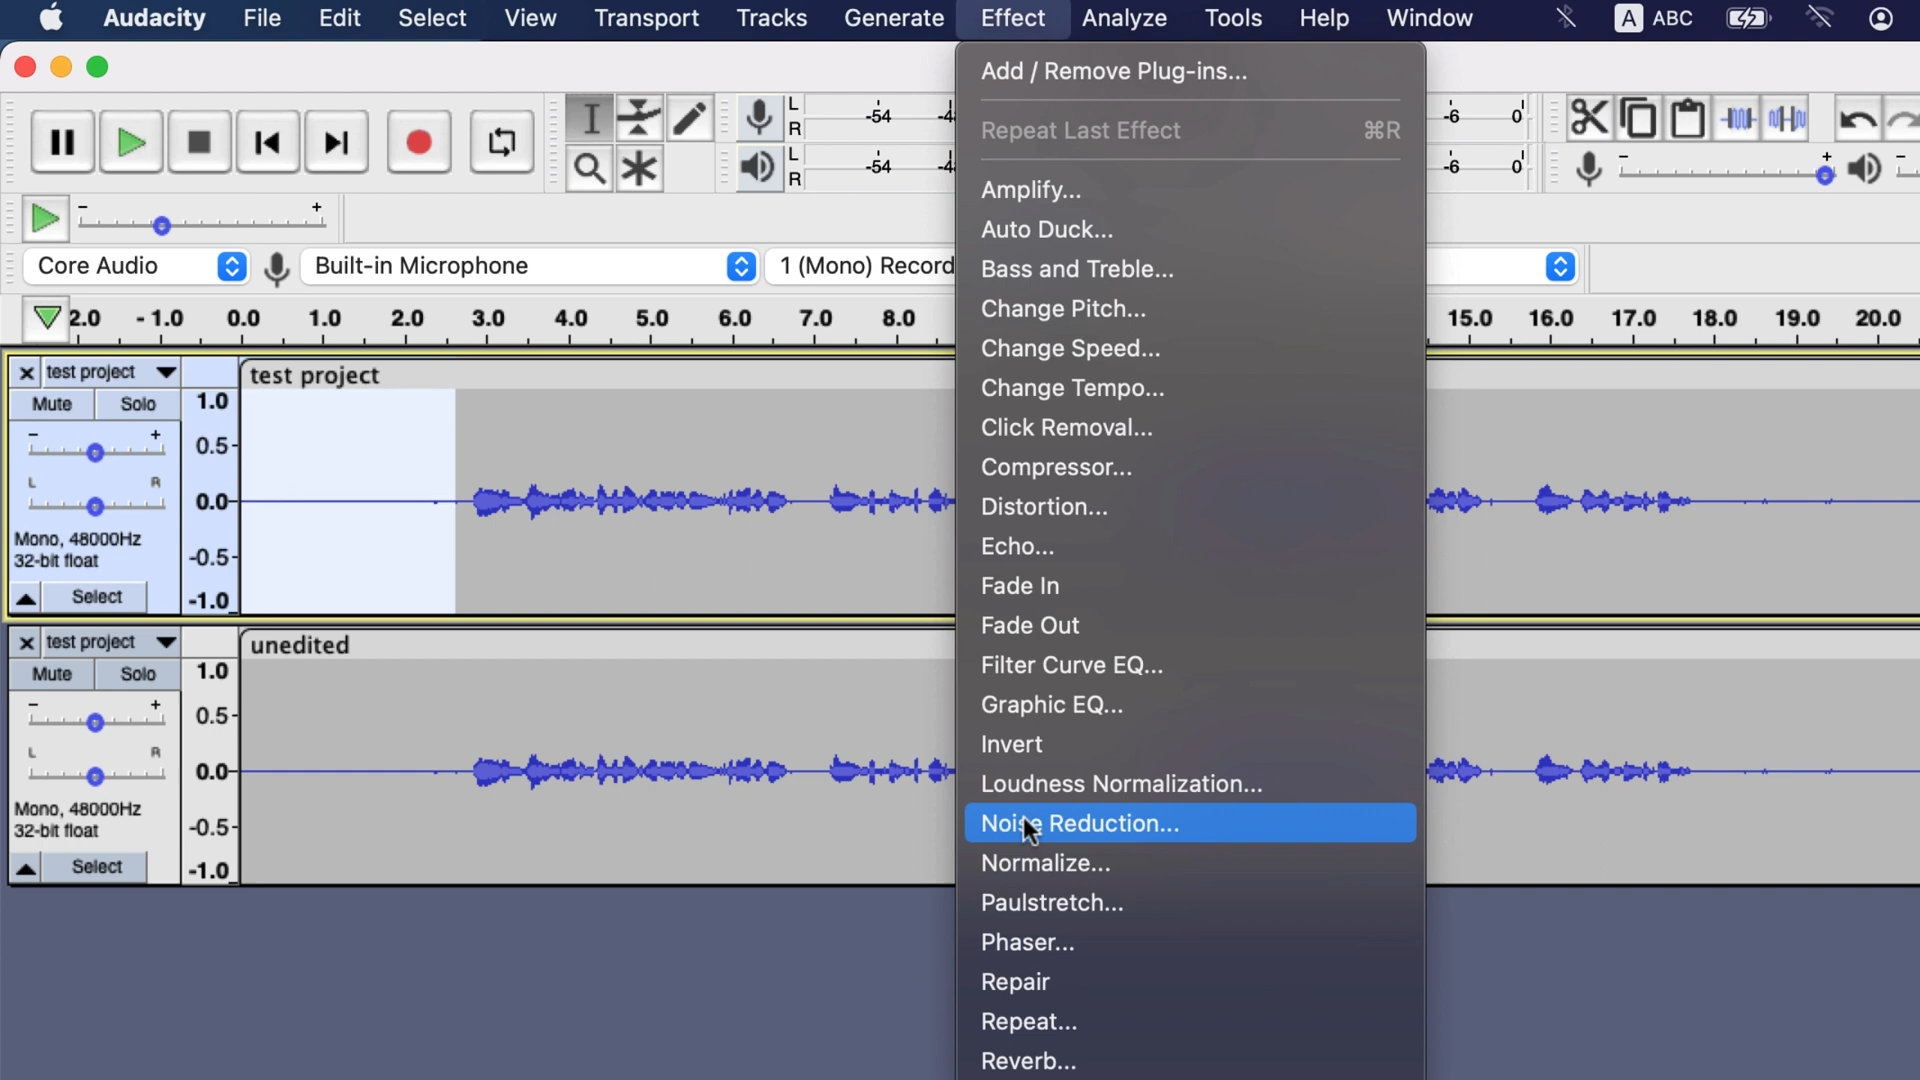 Audacity File Edit Select View Transport Tracks Generate Effect Analyze Tools Help Window A ABC
Add / Remove Plug-ins...
Repeat Last Effect ⌘R
L -54 -4 -6 0
R
L -54 -4 -6 0
R
- +
- + -
Core Audio Built-in Microphone 1 (Mono) Record
2.0 -1.0 0.0 1.0 2.0 3.0 4.0 5.0 6.0 7.0 8.0 15.0 16.0 17.0 18.0 19.0 20.0
Amplify...
Auto Duck...
Bass and Treble...
Change Pitch...
Change Speed...
Change Tempo...
Click Removal...
Compressor...
Distortion...
Echo...
Fade In
Fade Out
Filter Curve EQ...
Graphic EQ...
Invert
Loudness Normalization...
Noise Reduction...
Normalize...
Paulstretch...
Phaser...
Repair
Repeat...
Reverb...
test project test project
Mute Solo 1.0
- + 0.5
L R 0.0
Mono, 48000Hz
32-bit float -0.5
Select -1.0
test project unedited
Mute Solo 1.0
- + 0.5
L R 0.0
Mono, 48000Hz
32-bit float -0.5
Select -1.0